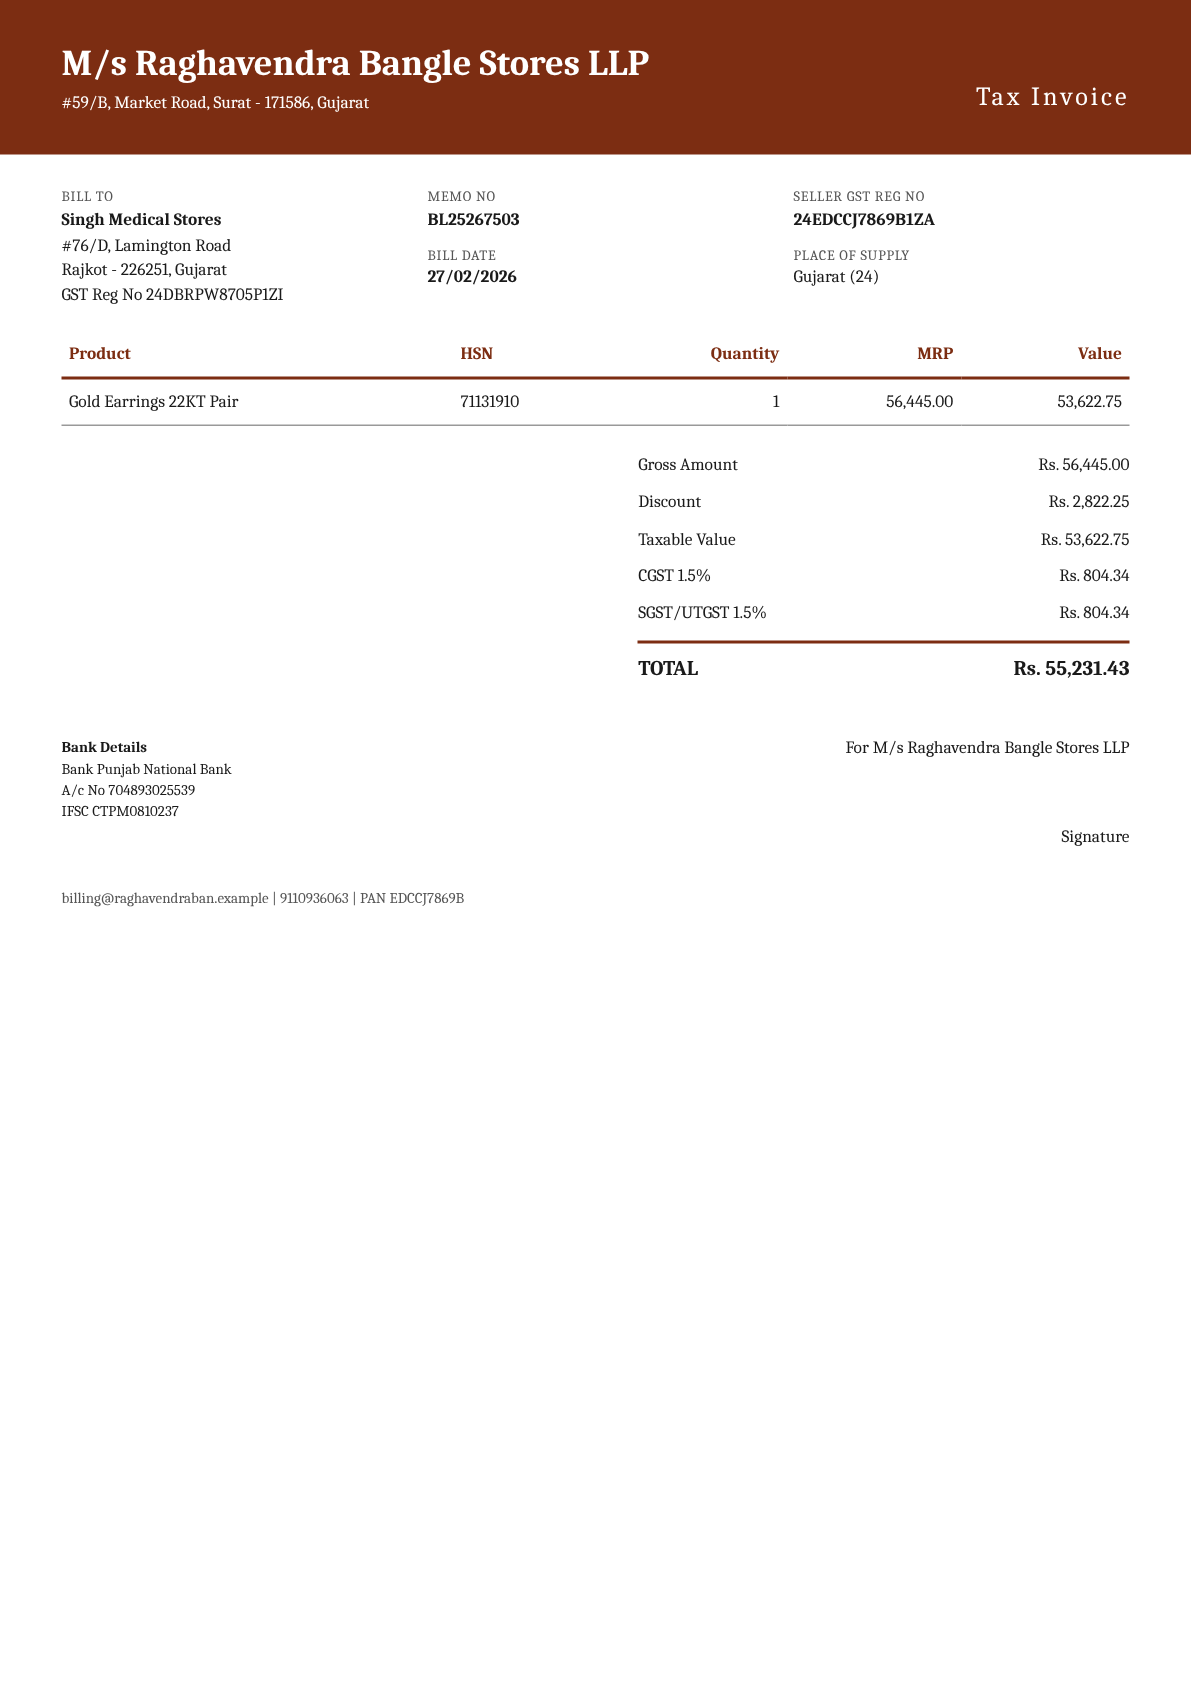 M/s Raghavendra Bangle Stores LLP
#59/B, Market Road, Surat - 171586, Gujarat
Tax Invoice
BILL TO
Singh Medical Stores
#76/D, Lamington Road
Rajkot - 226251, Gujarat
GST Reg No 24DBRPW8705P1ZI
MEMO NO
BL25267503
BILL DATE
27/02/2026
SELLER GST REG NO
24EDCCJ7869B1ZA
PLACE OF SUPPLY
Gujarat (24)
Product HSN Quantity MRP Value
Gold Earrings 22KT Pair 71131910 1 56,445.00 53,622.75
Gross Amount Rs. 56,445.00
Discount Rs. 2,822.25
Taxable Value Rs. 53,622.75
CGST 1.5% Rs. 804.34
SGST/UTGST 1.5% Rs. 804.34
TOTAL Rs. 55,231.43
Bank Details
Bank Punjab National Bank
A/c No 704893025539
IFSC CTPM0810237
For M/s Raghavendra Bangle Stores LLP
Signature
billing@raghavendraban.example | 9110936063 | PAN EDCCJ7869B